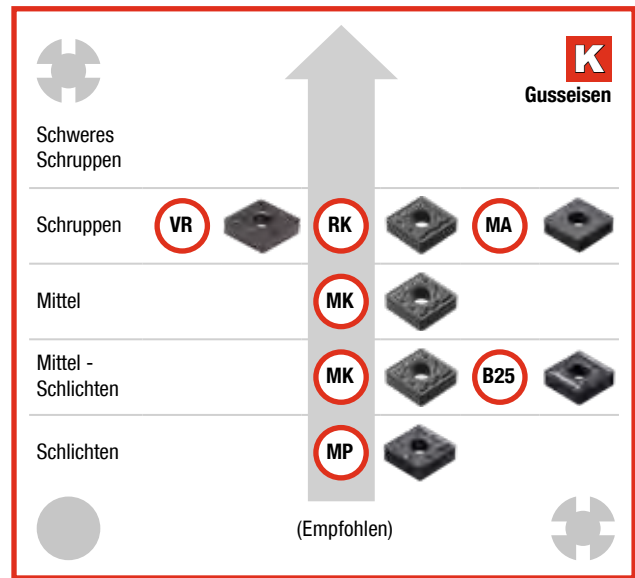 K
Gusseisen
Schweres
Schruppen
Schruppen VR RK MA
Mittel MK
Mittel -
Schlichten MK B25
Schlichten MP
(Empfohlen)